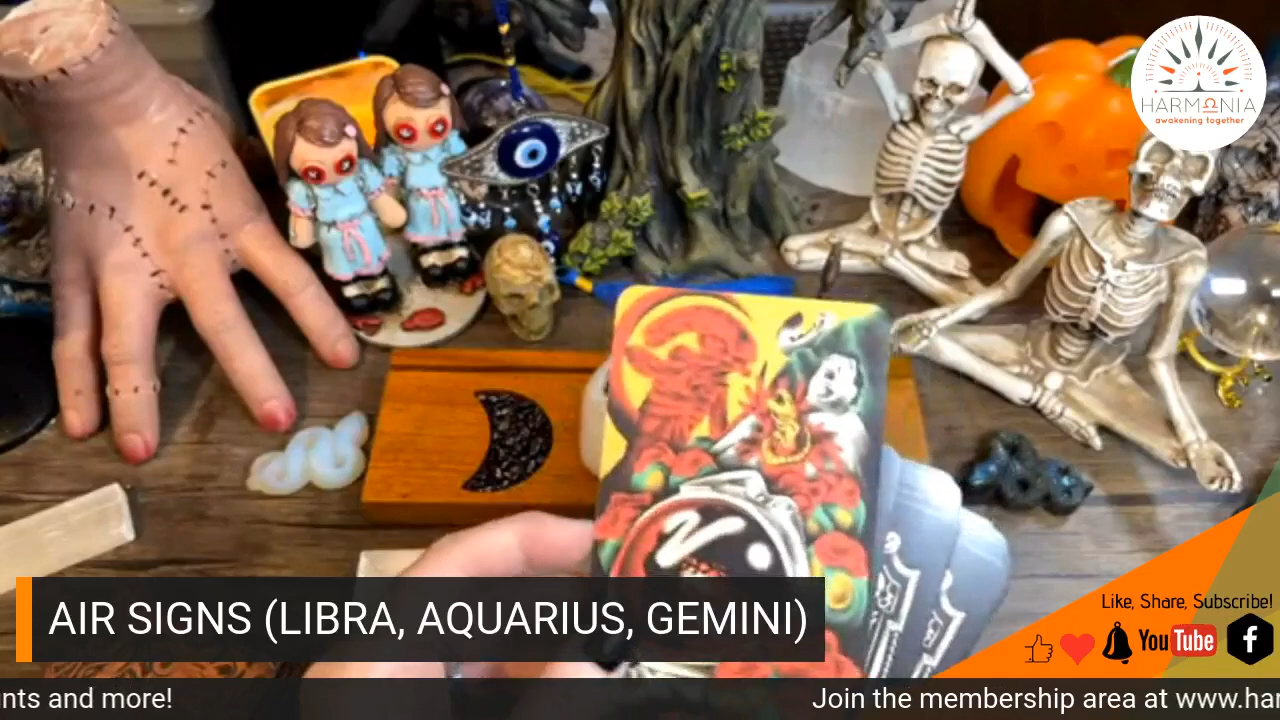 HARMΩNIA
awakening together
AIR SIGNS (LIBRA, AQUARIUS, GEMINI)
Like, Share, Subscribe!
YouTube
f
nts and more!
Join the membership area at www.har